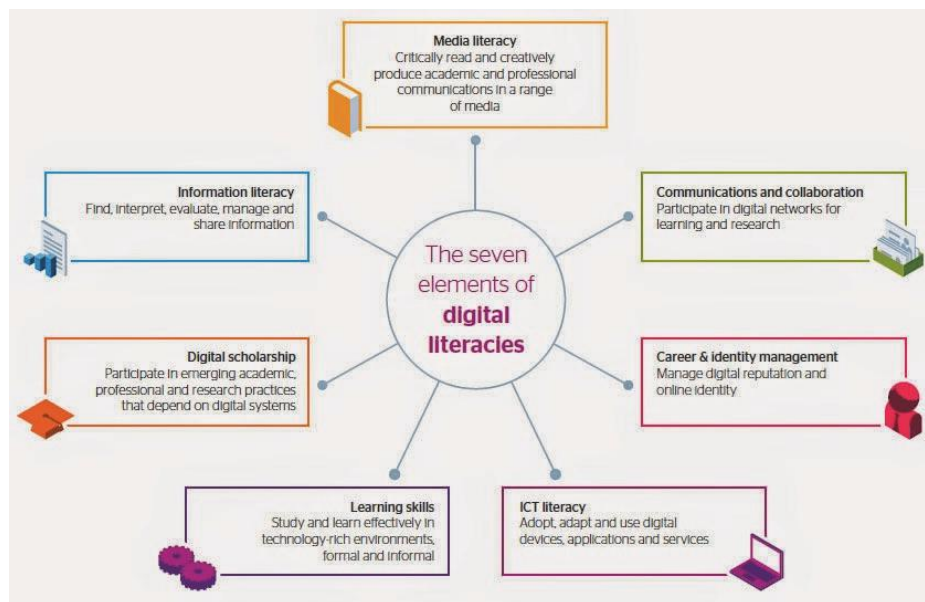 Media literacy
Critically read and creatively
produce academic and professional
communications in a range
of media
Information literacy
Find, interpret, evaluate, manage and
share information
Communications and collaboration
Participate in digital networks for
learning and research
The seven
elements of
digital
literacies
Digital scholarship
Participate in emerging academic,
professional and research practices
that depend on digital systems
Career & identity management
Manage digital reputation and
online identity
Learning skills
Study and learn effectively in
technology-rich environments,
formal and informal
ICT literacy
Adopt, adapt and use digital
devices, applications and services